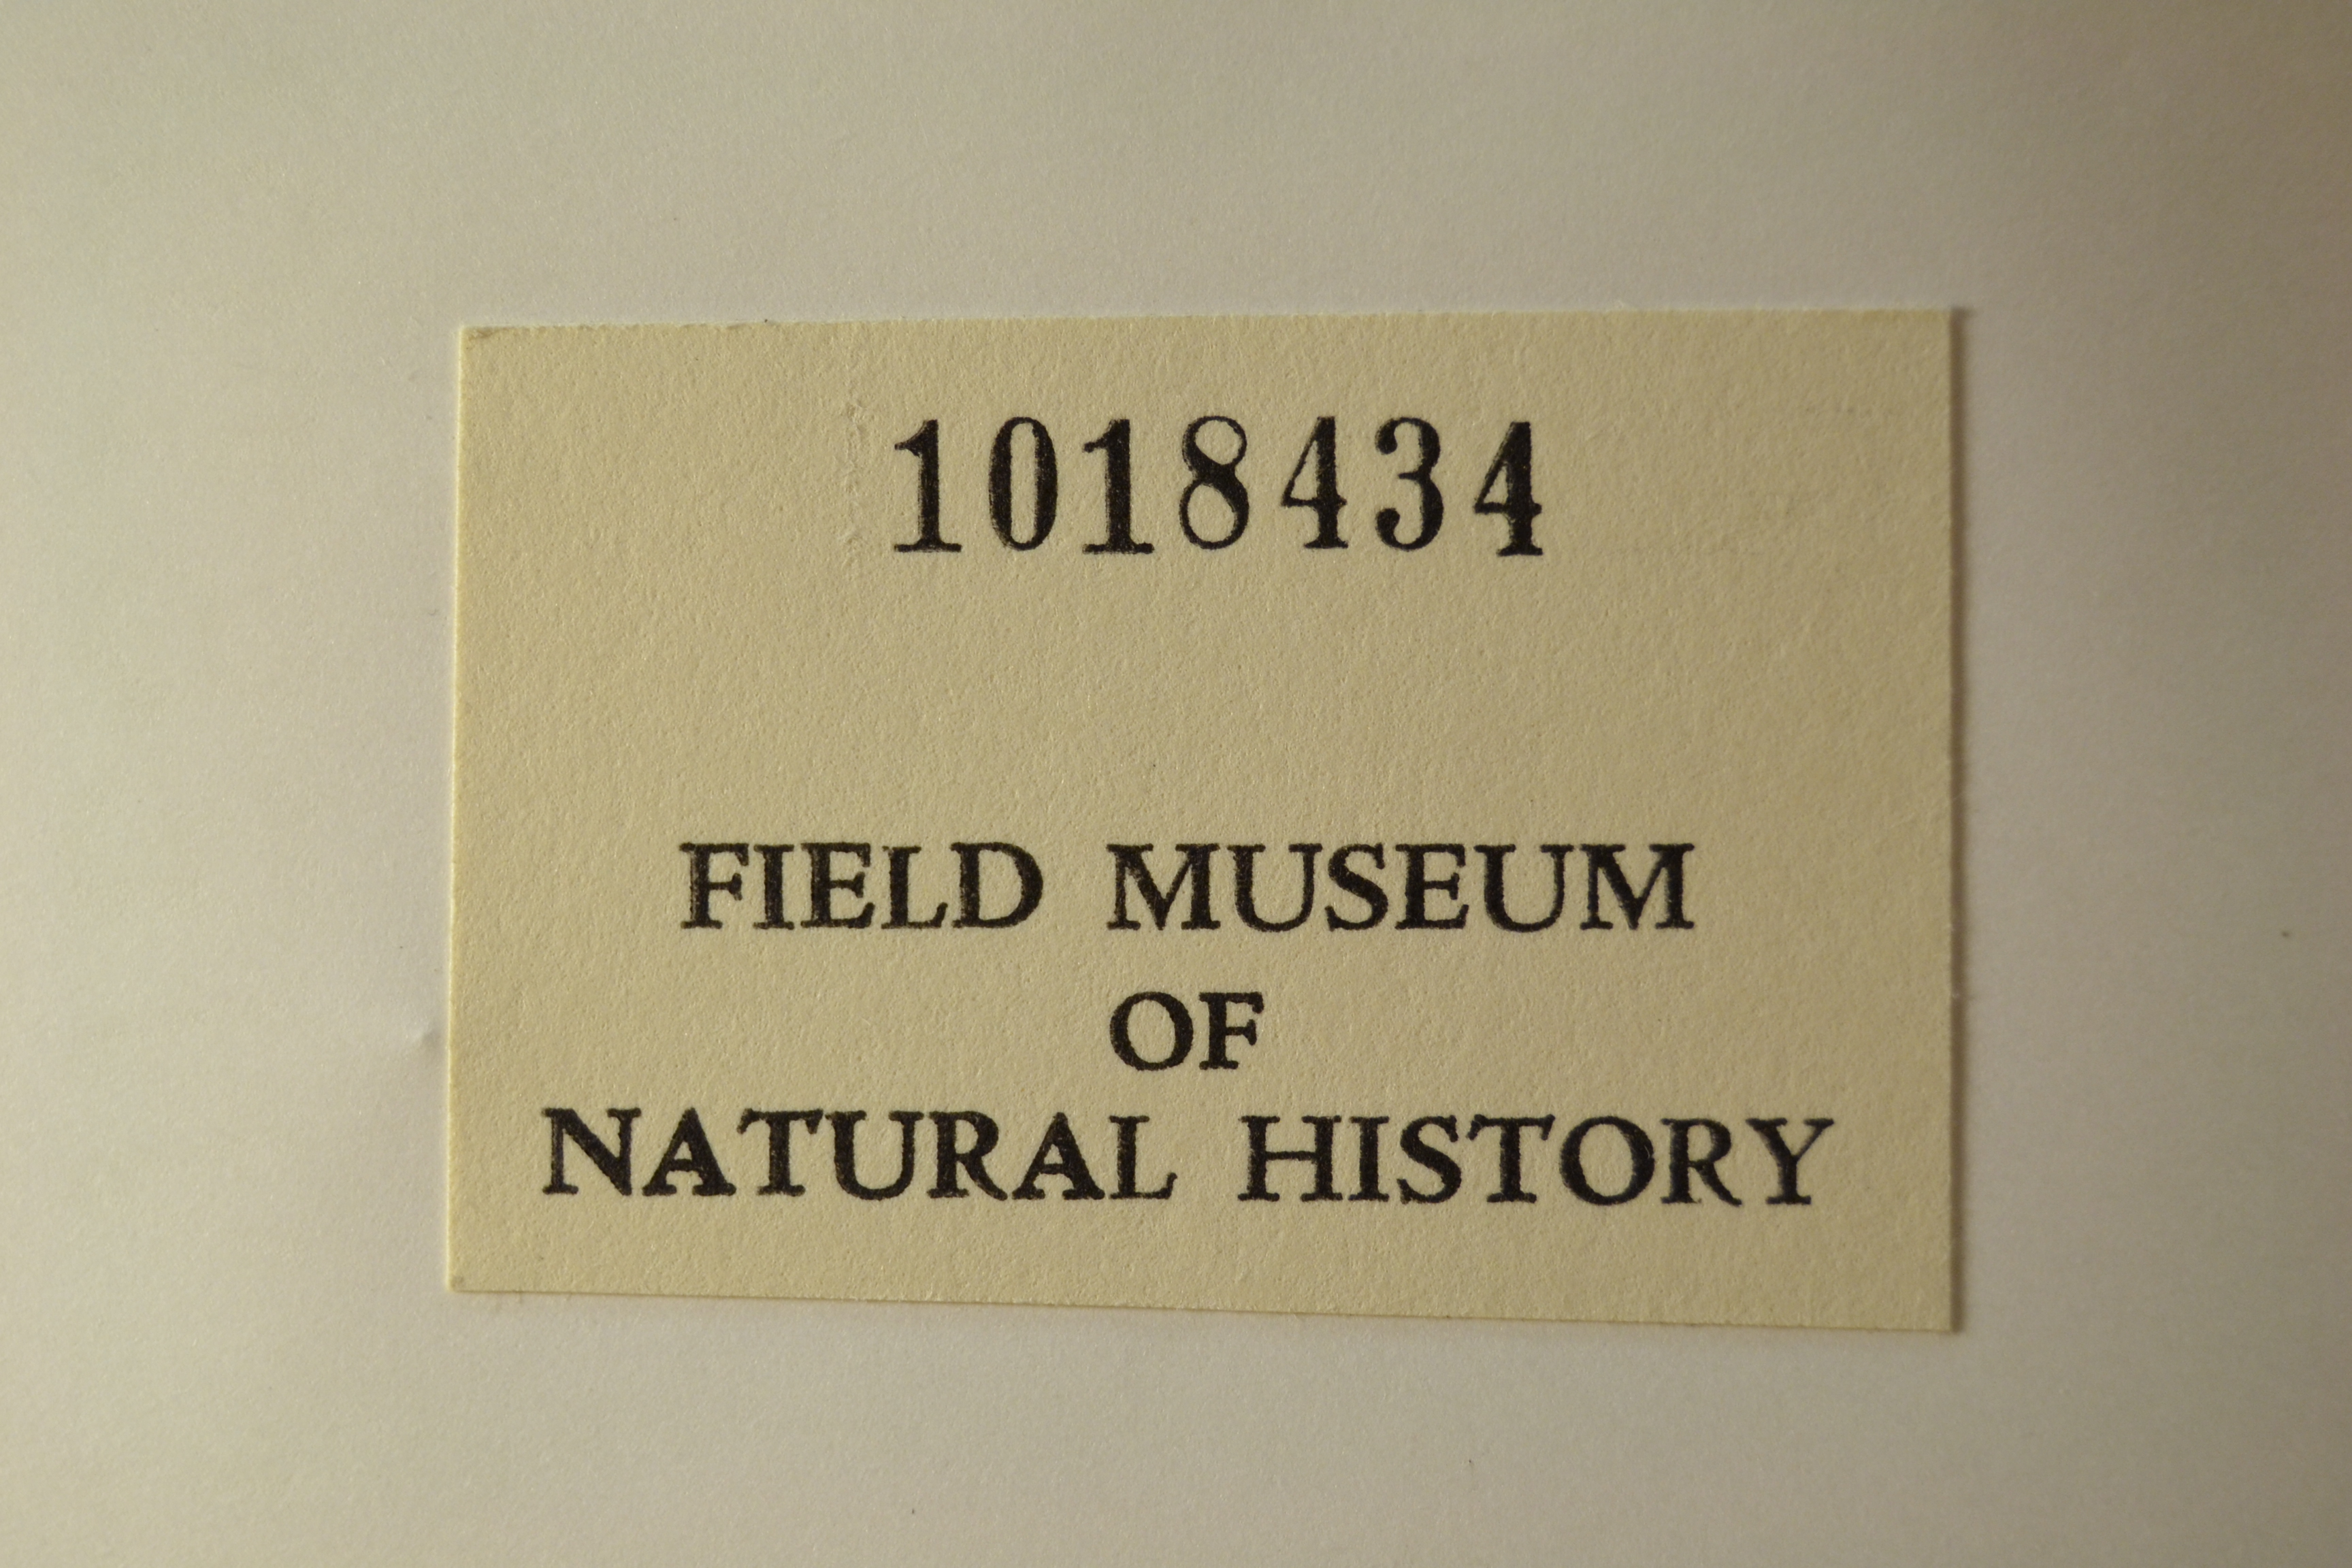 1018434
FIELD MUSEUM
OF
NATURAL HISTORY